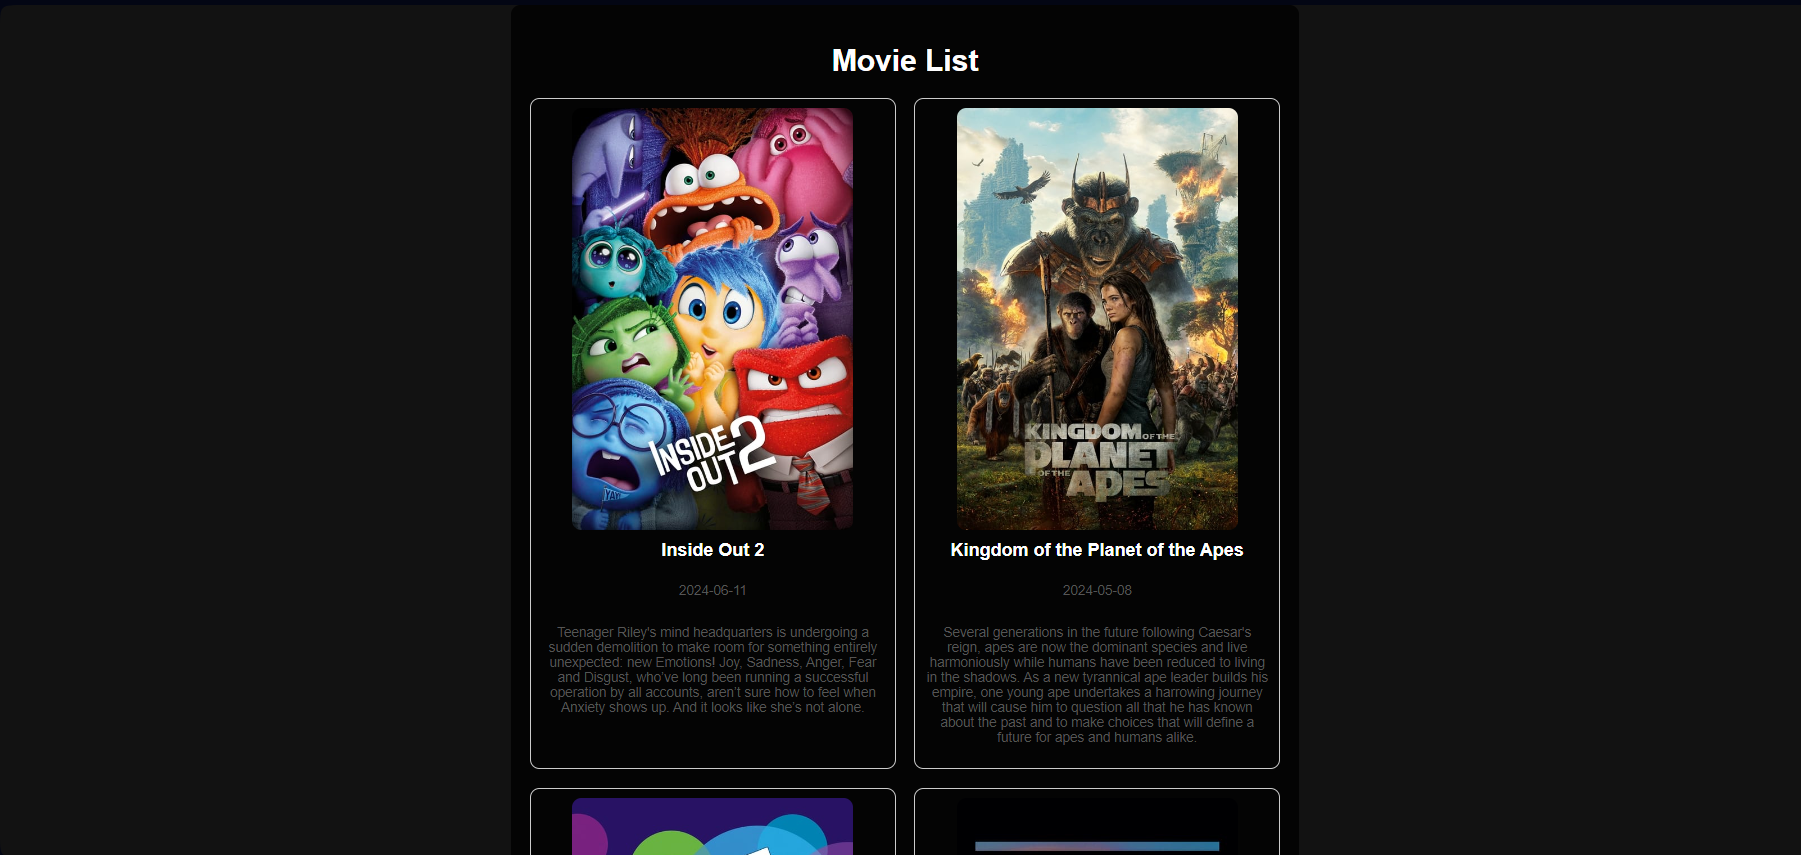 Movie List
INSIDE
OUT 2
KINGDOM OF THE
PLANET
OF THE
APES
Inside Out 2
2024-06-11
Teenager Riley's mind headquarters is undergoing a
sudden demolition to make room for something entirely
unexpected: new Emotions! Joy, Sadness, Anger, Fear
and Disgust, who've long been running a successful
operation by all accounts, aren't sure how to feel when
Anxiety shows up. And it looks like she's not alone.
Kingdom of the Planet of the Apes
2024-05-08
Several generations in the future following Caesar's
reign, apes are now the dominant species and live
harmoniously while humans have been reduced to living
in the shadows. As a new tyrannical ape leader builds his
empire, one young ape undertakes a harrowing journey
that will cause him to question all that he has known
about the past and to make choices that will define a
future for apes and humans alike.